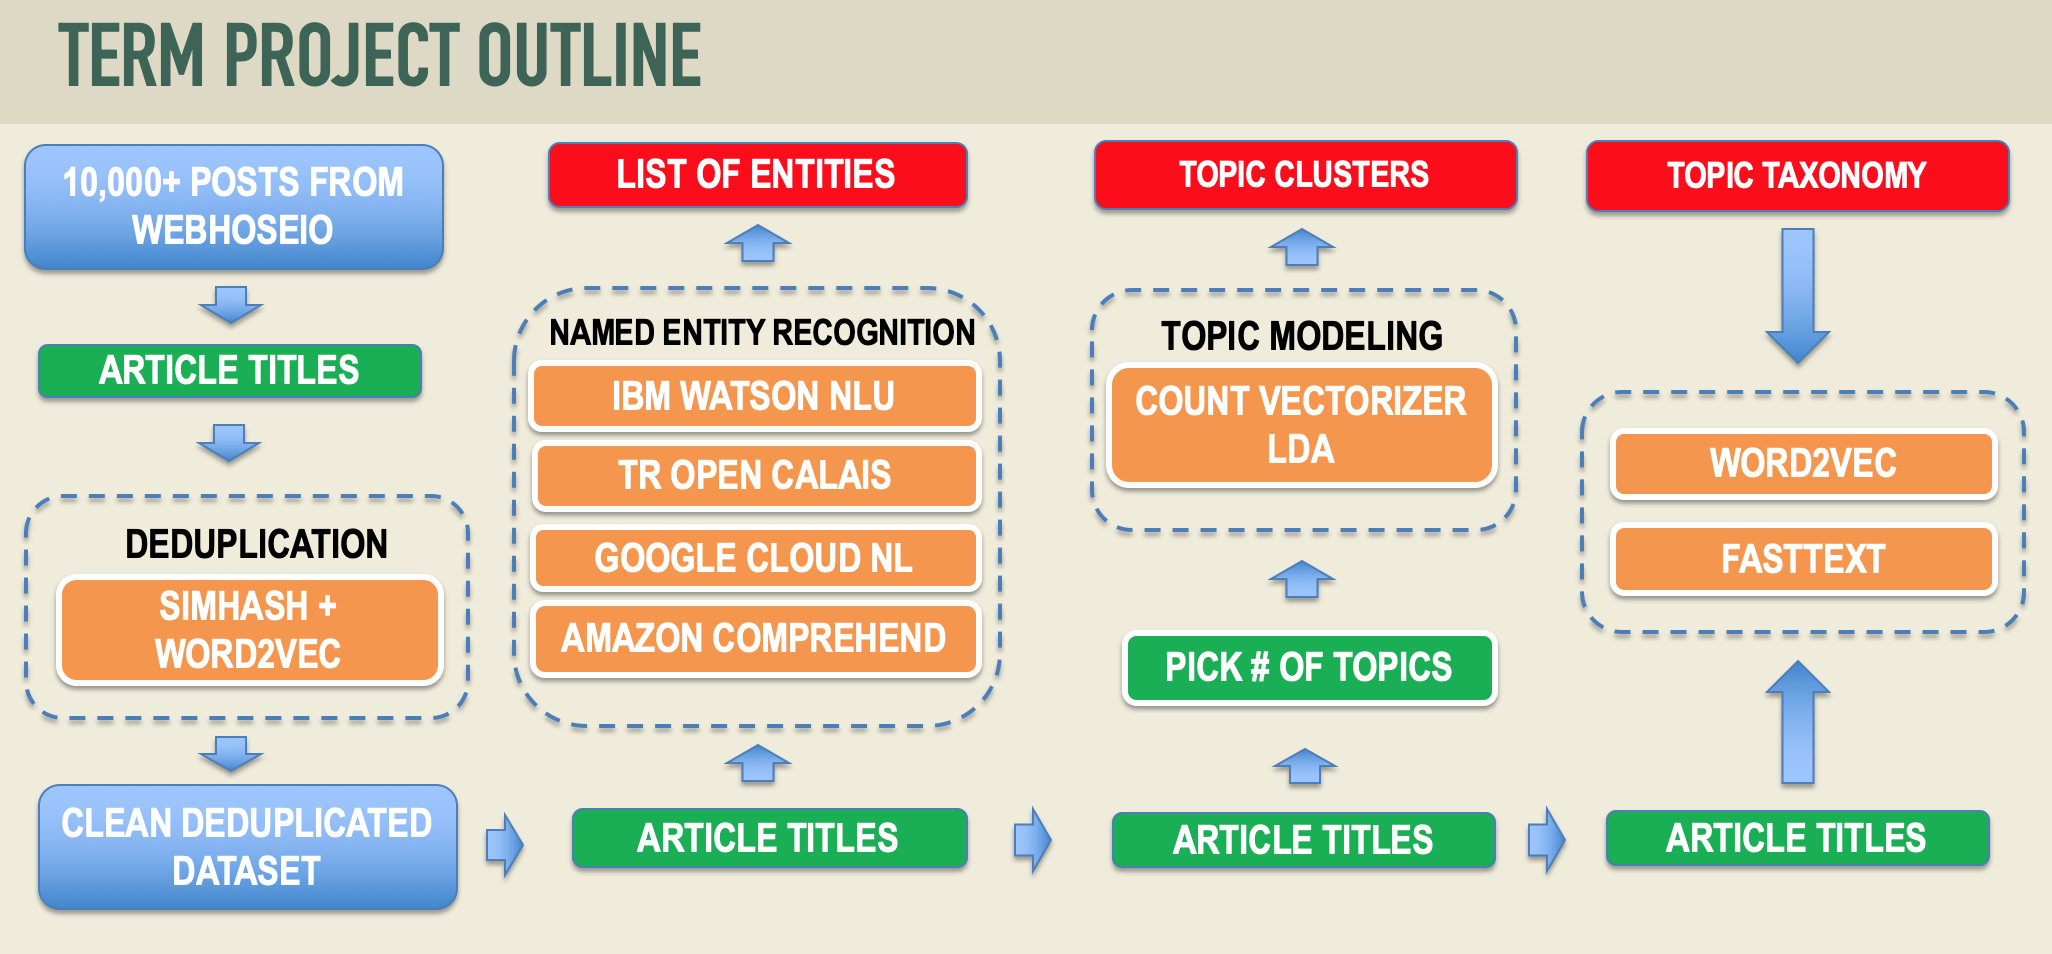 TERM PROJECT OUTLINE
10,000+ POSTS FROM
WEBHOSEIO
ARTICLE TITLES
DEDUPLICATION
SIMHASH +
WORD2VEC
CLEAN DEDUPLICATED
DATASET
LIST OF ENTITIES
NAMED ENTITY RECOGNITION
IBM WATSON NLU
TR OPEN CALAIS
GOOGLE CLOUD NL
AMAZON COMPREHEND
ARTICLE TITLES
TOPIC CLUSTERS
TOPIC MODELING
COUNT VECTORIZER
LDA
PICK # OF TOPICS
ARTICLE TITLES
TOPIC TAXONOMY
WORD2VEC
FASTTEXT
ARTICLE TITLES